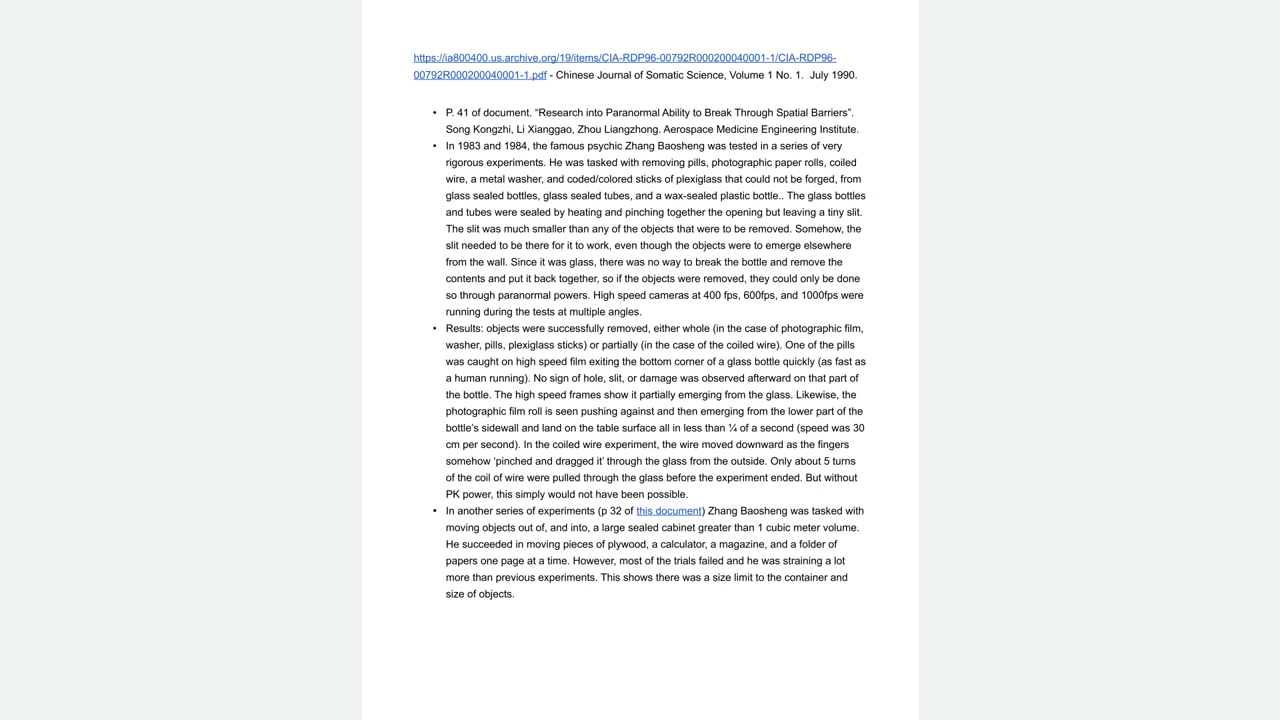 https://ia800400.us.archive.org/19/items/CIA-RDP96-00792R000200040001-1/CIA-RDP96-
00792R000200040001-1.pdf - Chinese Journal of Somatic Science, Volume 1 No. 1.  July 1990.
• P. 41 of document. “Research into Paranormal Ability to Break Through Spatial Barriers”.
Song Kongzhi, Li Xianggao, Zhou Liangzhong. Aerospace Medicine Engineering Institute.
• In 1983 and 1984, the famous psychic Zhang Baosheng was tested in a series of very
rigorous experiments. He was tasked with removing pills, photographic paper rolls, coiled
wire, a metal washer, and coded/colored sticks of plexiglass that could not be forged, from
glass sealed bottles, glass sealed tubes, and a wax-sealed plastic bottle.. The glass bottles
and tubes were sealed by heating and pinching together the opening but leaving a tiny slit.
The slit was much smaller than any of the objects that were to be removed. Somehow, the
slit needed to be there for it to work, even though the objects were to emerge elsewhere
from the wall. Since it was glass, there was no way to break the bottle and remove the
contents and put it back together, so if the objects were removed, they could only be done
so through paranormal powers. High speed cameras at 400 fps, 600fps, and 1000fps were
running during the tests at multiple angles.
• Results: objects were successfully removed, either whole (in the case of photographic film,
washer, pills, plexiglass sticks) or partially (in the case of the coiled wire). One of the pills
was caught on high speed film exiting the bottom corner of a glass bottle quickly (as fast as
a human running). No sign of hole, slit, or damage was observed afterward on that part of
the bottle. The high speed frames show it partially emerging from the glass. Likewise, the
photographic film roll is seen pushing against and then emerging from the lower part of the
bottle’s sidewall and land on the table surface all in less than ¼ of a second (speed was 30
cm per second). In the coiled wire experiment, the wire moved downward as the fingers
somehow ‘pinched and dragged it’ through the glass from the outside. Only about 5 turns
of the coil of wire were pulled through the glass before the experiment ended. But without
PK power, this simply would not have been possible.
• In another series of experiments (p 32 of this document) Zhang Baosheng was tasked with
moving objects out of, and into, a large sealed cabinet greater than 1 cubic meter volume.
He succeeded in moving pieces of plywood, a calculator, a magazine, and a folder of
papers one page at a time. However, most of the trials failed and he was straining a lot
more than previous experiments. This shows there was a size limit to the container and
size of objects.